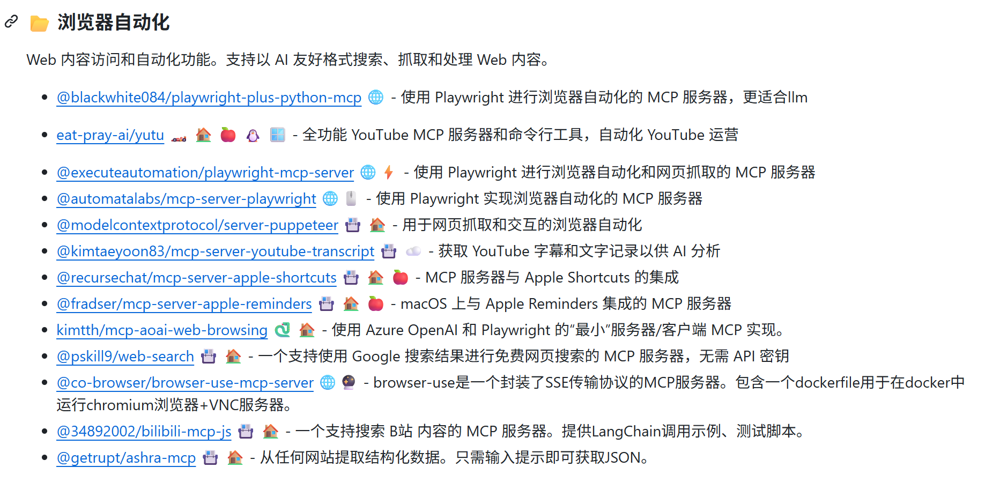 浏览器自动化
Web 内容访问和自动化功能。支持以 AI 友好格式搜索、抓取和处理 Web 内容。
@blackwhite084/playwright-plus-python-mcp 🌐 - 使用 Playwright 进行浏览器自动化的 MCP 服务器，更适合llm
eat-pray-ai/yutu 🏎️ 🏠 🍎 🐧 🪟 - 全功能 YouTube MCP 服务器和命令行工具，自动化 YouTube 运营
@executeautomation/playwright-mcp-server 🌐 ⚡ - 使用 Playwright 进行浏览器自动化和网页抓取的 MCP 服务器
@automatalabs/mcp-server-playwright 🌐 🖱️ - 使用 Playwright 实现浏览器自动化的 MCP 服务器
@modelcontextprotocol/server-puppeteer 📇 🏠 - 用于网页抓取和交互的浏览器自动化
@kimtaeyoon83/mcp-server-youtube-transcript 📇 ☁️ - 获取 YouTube 字幕和文字记录以供 AI 分析
@recursechat/mcp-server-apple-shortcuts 📇 🏠 🍎 - MCP 服务器与 Apple Shortcuts 的集成
@fradser/mcp-server-apple-reminders 📇 🏠 🍎 - macOS 上与 Apple Reminders 集成的 MCP 服务器
kimtth/mcp-aoai-web-browsing 🐍 🏠 - 使用 Azure OpenAI 和 Playwright 的“最小”服务器/客户端 MCP 实现。
@pskill9/web-search 📇 🏠 - 一个支持使用 Google 搜索结果进行免费网页搜索的 MCP 服务器，无需 API 密钥
@co-browser/browser-use-mcp-server 🌐 🔮 - browser-use是一个封装了SSE传输协议的MCP服务器。包含一个dockerfile用于在docker中
运行chromium浏览器+VNC服务器。
@34892002/bilibili-mcp-js 📇 🏠 - 一个支持搜索 B站 内容的 MCP 服务器。提供LangChain调用示例、测试脚本。
@getrupt/ashra-mcp 📇 🏠 - 从任何网站提取结构化数据。只需输入提示即可获取JSON。